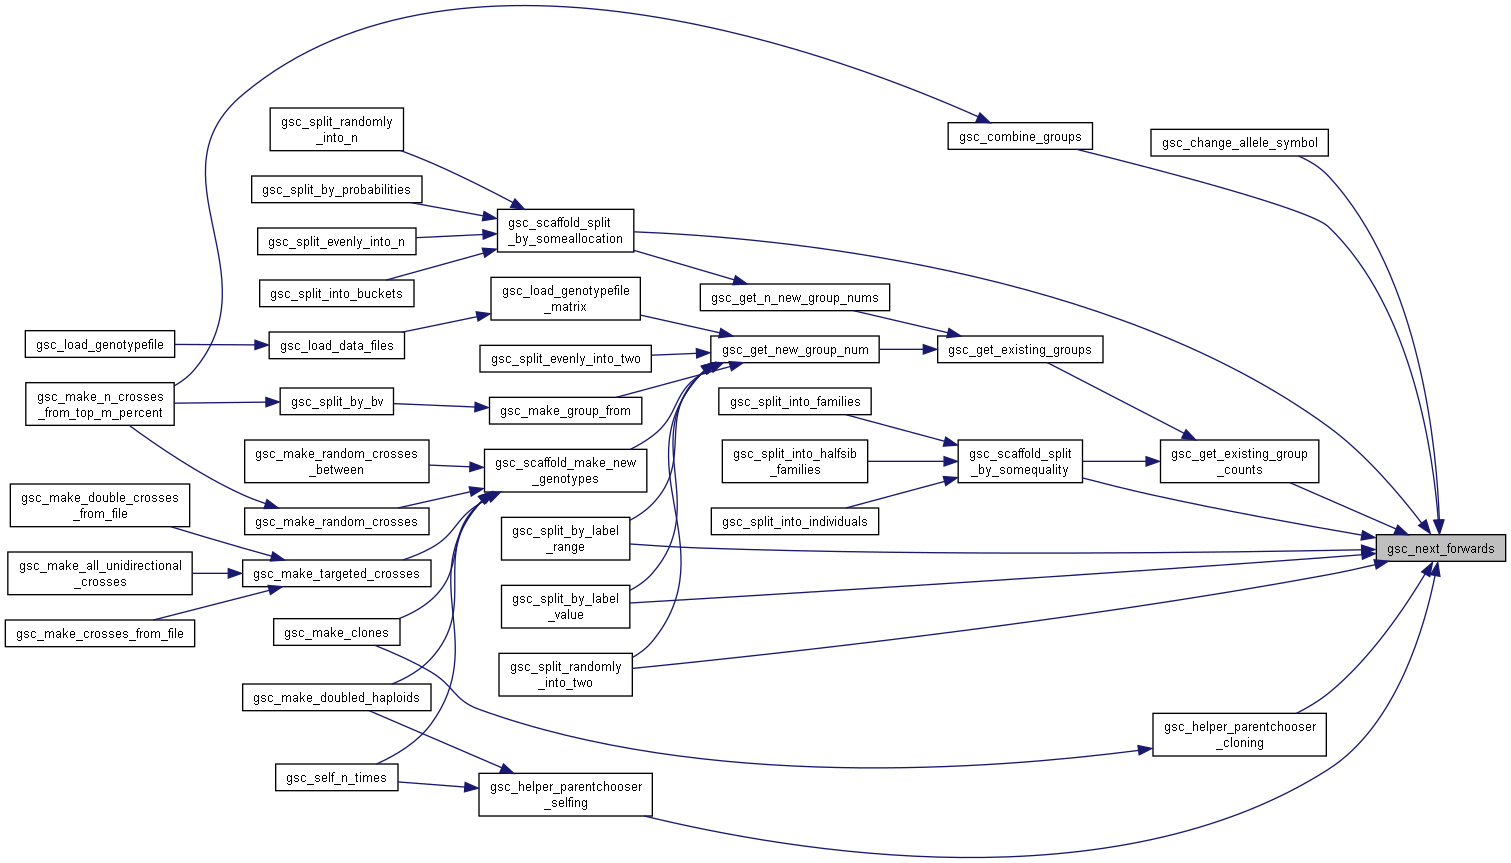 gsc_split_randomly
_into_n
gsc_combine_groups
gsc_change_allele_symbol
gsc_split_by_probabilities
gsc_scaffold_split
_by_someallocation
gsc_split_evenly_into_n
gsc_split_into_buckets
gsc_load_genotypefile
_matrix
gsc_get_n_new_group_nums
gsc_load_genotypefile
gsc_load_data_files
gsc_split_evenly_into_two
gsc_get_new_group_num
gsc_get_existing_groups
gsc_make_n_crosses
_from_top_m_percent
gsc_split_by_bv
gsc_make_group_from
gsc_split_into_families
gsc_make_random_crosses
_between
gsc_scaffold_make_new
_genotypes
gsc_split_into_halfsib
_families
gsc_scaffold_split
_by_somequality
gsc_get_existing_group
_counts
gsc_make_double_crosses
_from_file
gsc_make_random_crosses
gsc_split_by_label
_range
gsc_split_into_individuals
gsc_next_forwards
gsc_make_all_unidirectional
_crosses
gsc_make_targeted_crosses
gsc_split_by_label
_value
gsc_make_crosses_from_file
gsc_make_clones
gsc_split_randomly
_into_two
gsc_make_doubled_haploids
gsc_helper_parentchooser
_cloning
gsc_self_n_times
gsc_helper_parentchooser
_selfing